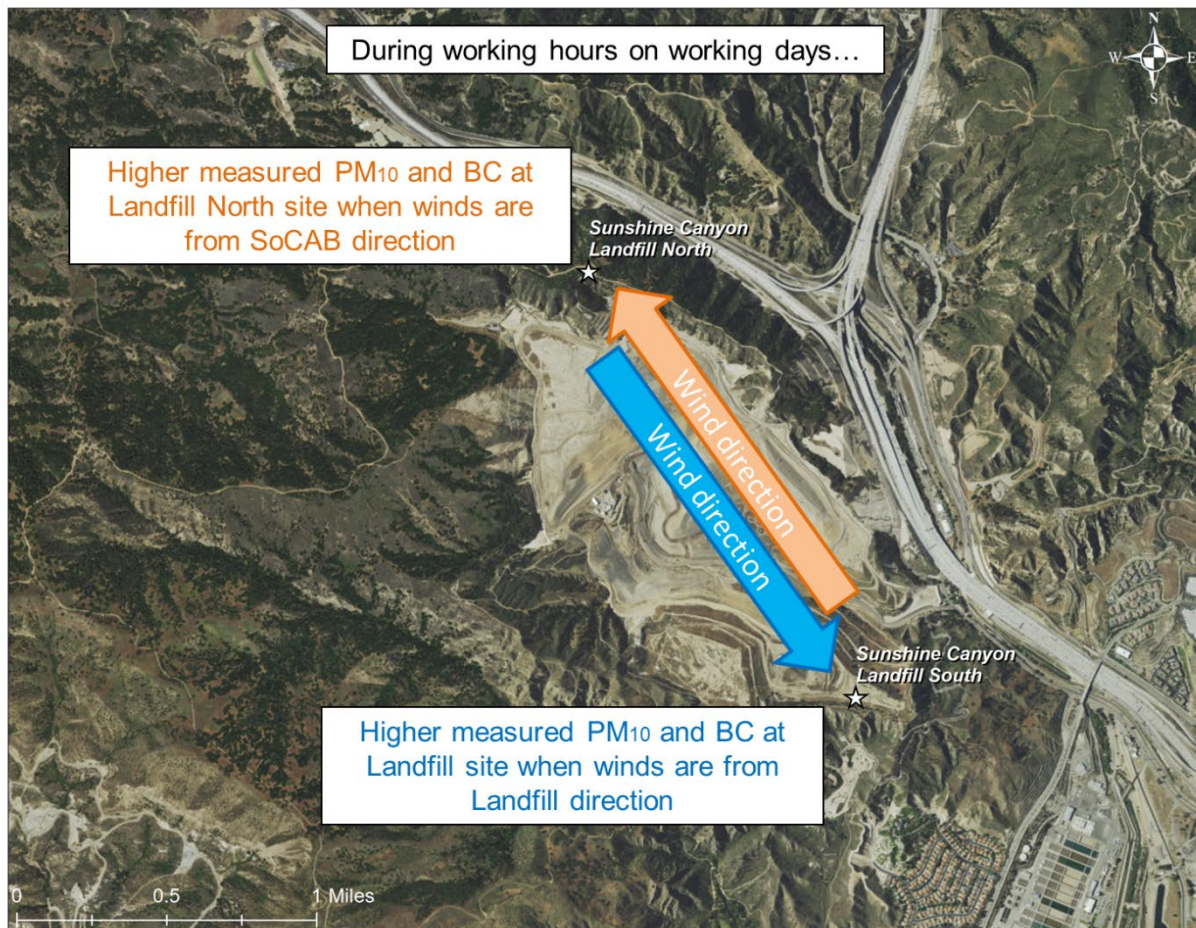 During working hours on working days…
N
W
E
S
Higher measured PM10 and BC at
Landfill North site when winds are
from SoCAB direction
Sunshine Canyon
Landfill North
Wind direction
Wind direction
Sunshine Canyon
Landfill South
Higher measured PM10 and BC at
Landfill site when winds are from
Landfill direction
0 0.5 1 Miles